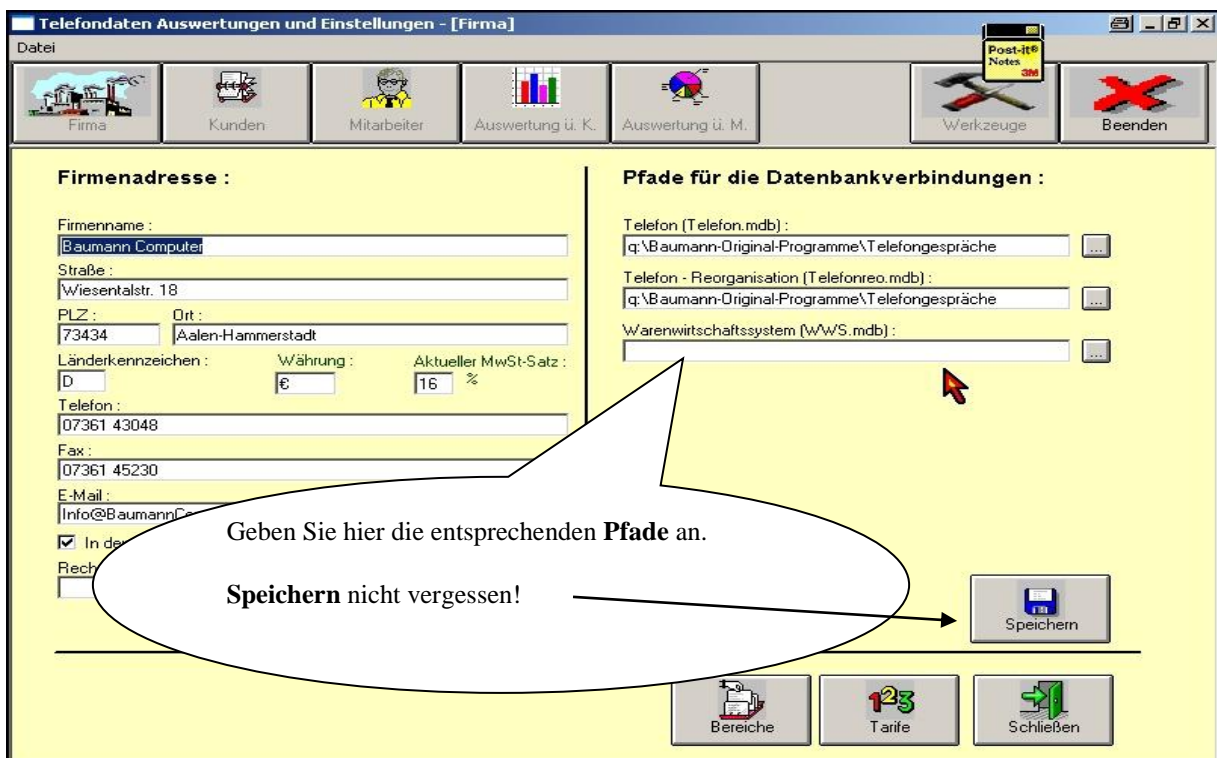 Telefondaten Auswertungen und Einstellungen - [Firma]
Datei
Post-it®
Notes
3M
Firma
Kunden
Mitarbeiter
Auswertung ü. K.
Auswertung ü. M.
Werkzeuge
Beenden
Firmenadresse :
Firmenname :
Baumann Computer
Straße :
Wiesentalstr. 18
PLZ : Ort :
73434 Aalen-Hammerstadt
Länderkennzeichen : Währung : Aktueller MwSt-Satz :
D € 16 %
Telefon :
07361 43048
Fax :
07361 45230
E-Mail :
In
Pfade für die Datenbankverbindungen :
Telefon (Telefon.mdb) :
q:\Baumann-Original-Programme\Telefongespräche
...
Telefon - Reorganisation (Telefonreo.mdb) :
q:\Baumann-Original-Programme\Telefongespräche
...
Warenwirtschaftssystem (WWS.mdb) :
...
Geben Sie hier die entsprechenden Pfade an.
Speichern nicht vergessen!
Speichern
Bereiche
123
Tarife
Schließen